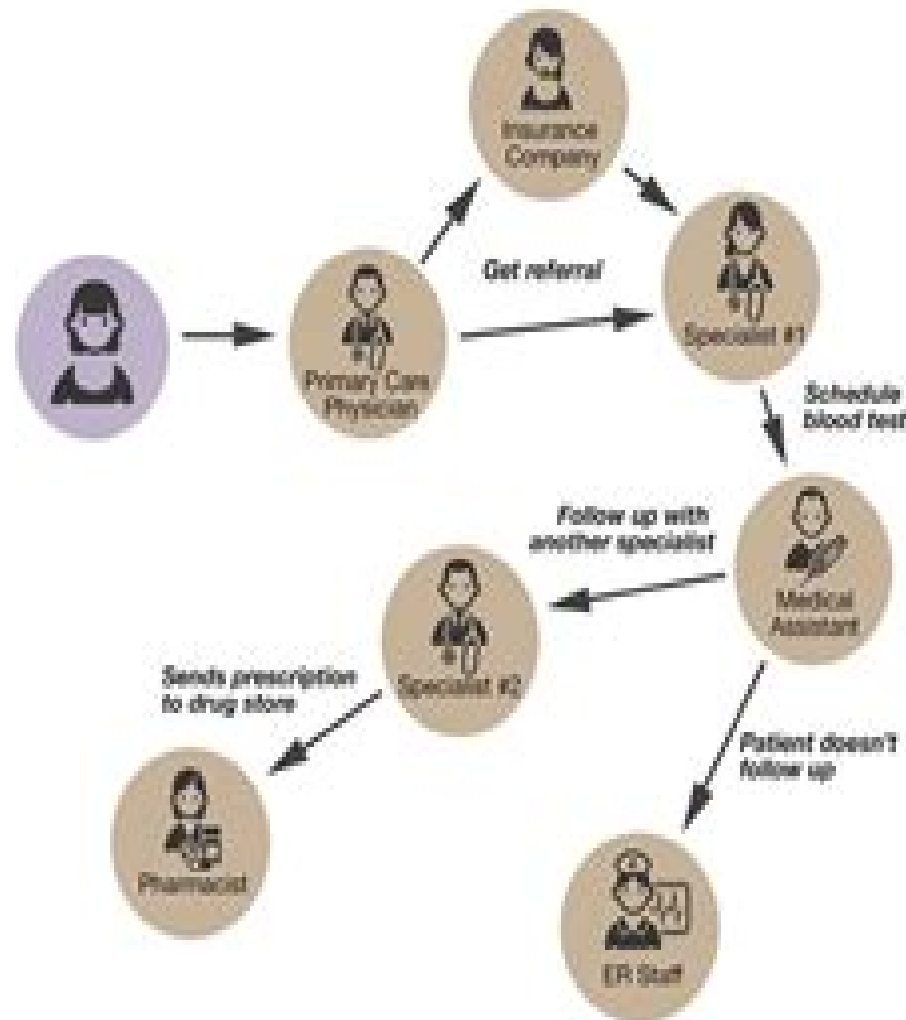 Insurance
Company
Get referral
Primary Care
Physician
Specialist #1
Schedule
blood test
Medical
Assistant
Follow up with
another specialist
Specialist #2
Sends prescription
to drug store
Pharmacist
Patient doesn't
follow up
ER Staff